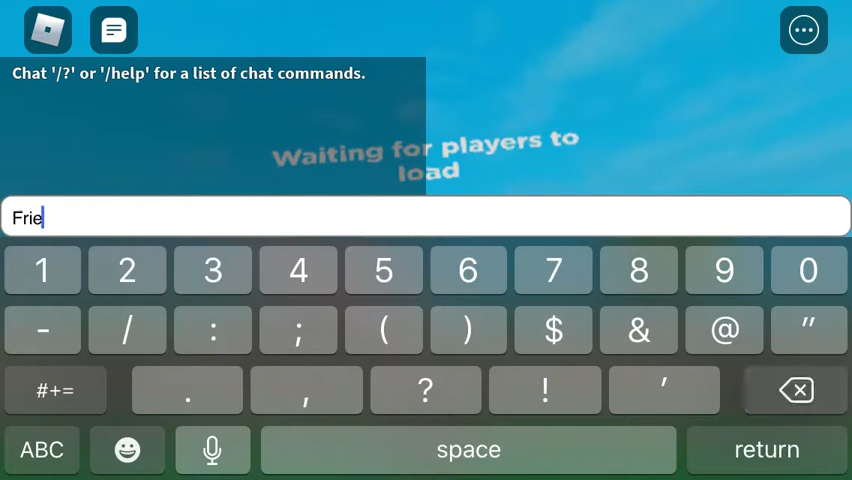 Chat '/?' or '/help' for a list of chat commands.
Waiting for players to
load
Frie
1 2 3 4 5 6 7 8 9 0
- / : ; ( ) $ & @ "
#+= . , ? ! '
ABC space return